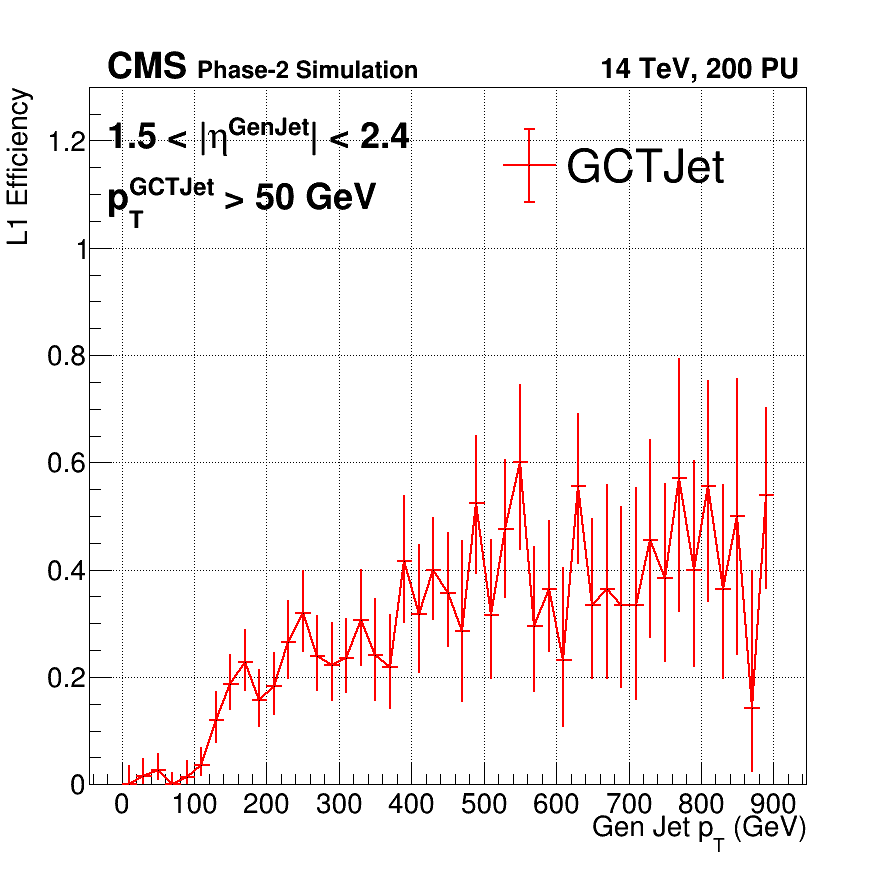 CMS Phase-2 Simulation
14 TeV, 200 PU
L1 Efficiency
1.5 < |η^GenJet| < 2.4
p_T^GCTJet > 50 GeV
GCTJet
1.2
1
0.8
0.6
0.4
0.2
0
0 100 200 300 400 500 600 700 800 900
Gen Jet p_T (GeV)